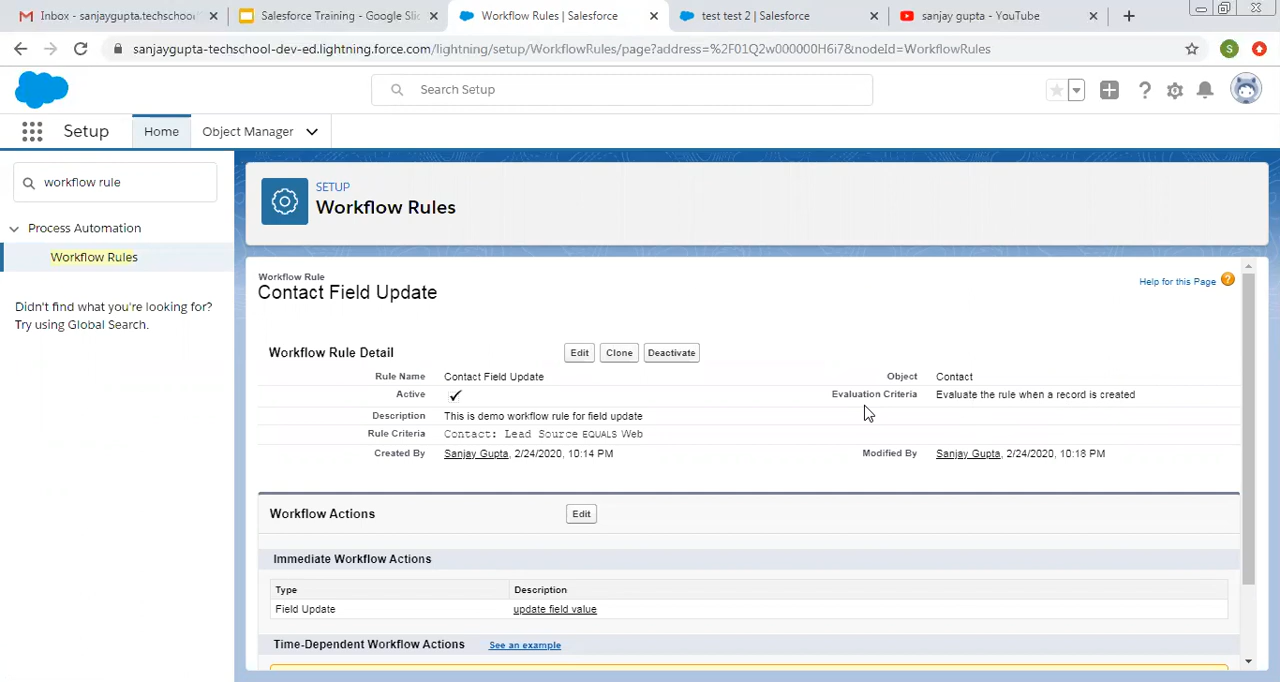 Inbox - sanjaygupta.techschool
Salesforce Training - Google Slic
Workflow Rules | Salesforce
test test 2 | Salesforce
sanjay gupta - YouTube
sanjaygupta-techschool-dev-ed.lightning.force.com/lightning/setup/WorkflowRules/page?address=%2F01Q2w000000H6i7&nodeId=WorkflowRules
S
Search Setup
Setup
Home
Object Manager
workflow rule
Process Automation
Workflow Rules
Didn't find what you're looking for?
Try using Global Search.
SETUP
Workflow Rules
Workflow Rule
Contact Field Update
Help for this Page
Workflow Rule Detail
Edit
Clone
Deactivate
Rule Name Contact Field Update
Object Contact
Active
Evaluation Criteria Evaluate the rule when a record is created
Description This is demo workflow rule for field update
Rule Criteria Contact: Lead Source EQUALS Web
Created By Sanjay Gupta, 2/24/2020, 10:14 PM
Modified By Sanjay Gupta, 2/24/2020, 10:18 PM
Workflow Actions
Edit
Immediate Workflow Actions
Type Description
Field Update update field value
Time-Dependent Workflow Actions See an example